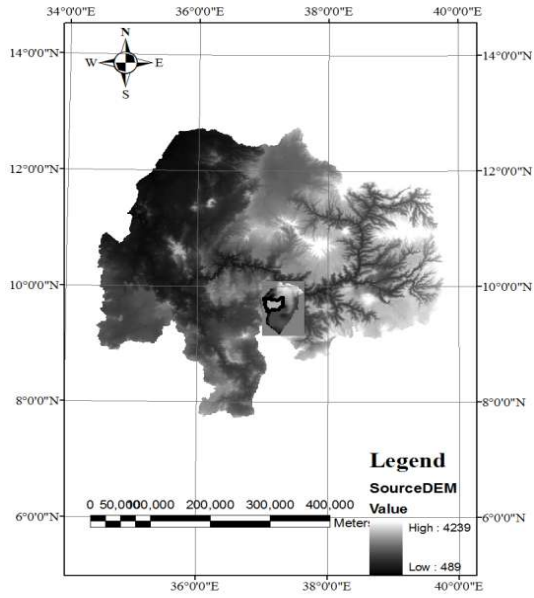 34°0'0"E 36°0'0"E 38°0'0"E 40°0'0"E
N
W E
S
14°0'0"N 14°0'0"N
12°0'0"N 12°0'0"N
10°0'0"N 10°0'0"N
8°0'0"N 8°0'0"N
6°0'0"N 6°0'0"N
Legend
SourceDEM
Value
High : 4239
Low : 489
0 50,000100,000 200,000 300,000 400,000
Meters
36°0'0"E 38°0'0"E 40°0'0"E